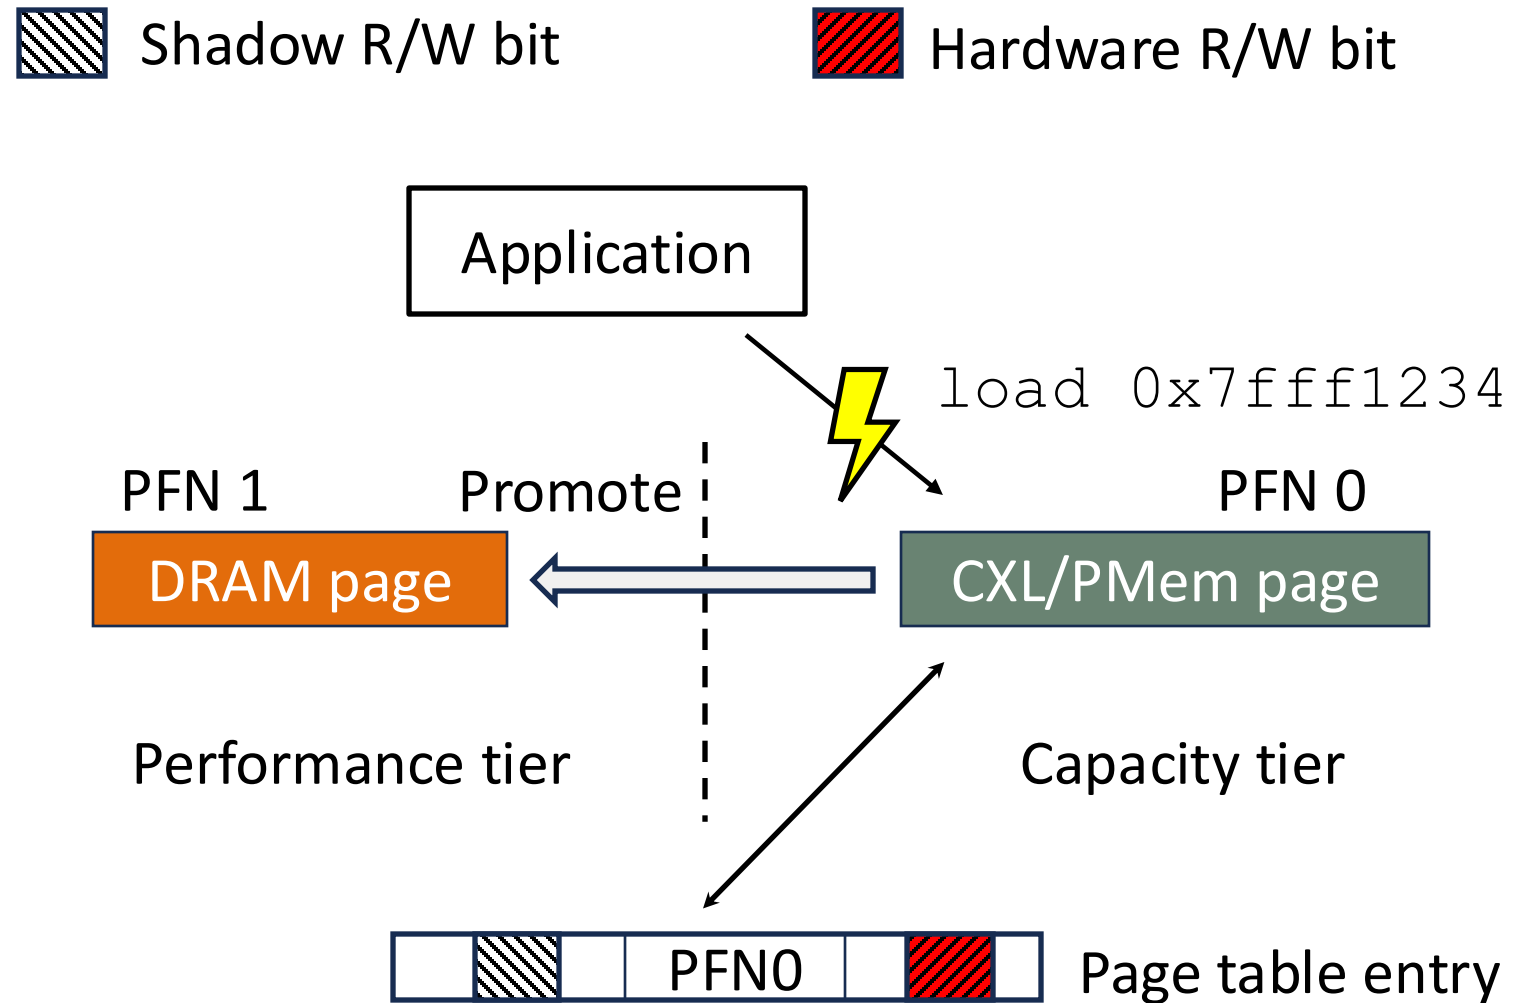 Shadow R/W bit
Hardware R/W bit
Application
load 0x7fff1234
PFN 1
Promote
PFN 0
DRAM page
CXL/PMem page
Performance tier
Capacity tier
PFN0
Page table entry